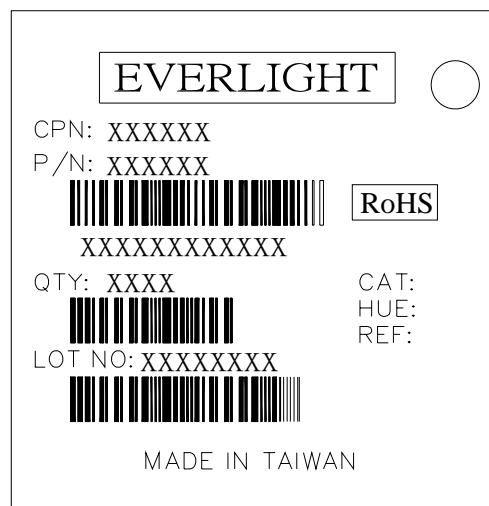 EVERLIGHT
CPN: XXXXXX
P/N: XXXXXX
RoHS
XXXXXXXXXXXX
QTY: XXXX
CAT:
HUE:
REF:
LOT NO: XXXXXXXX
MADE IN TAIWAN